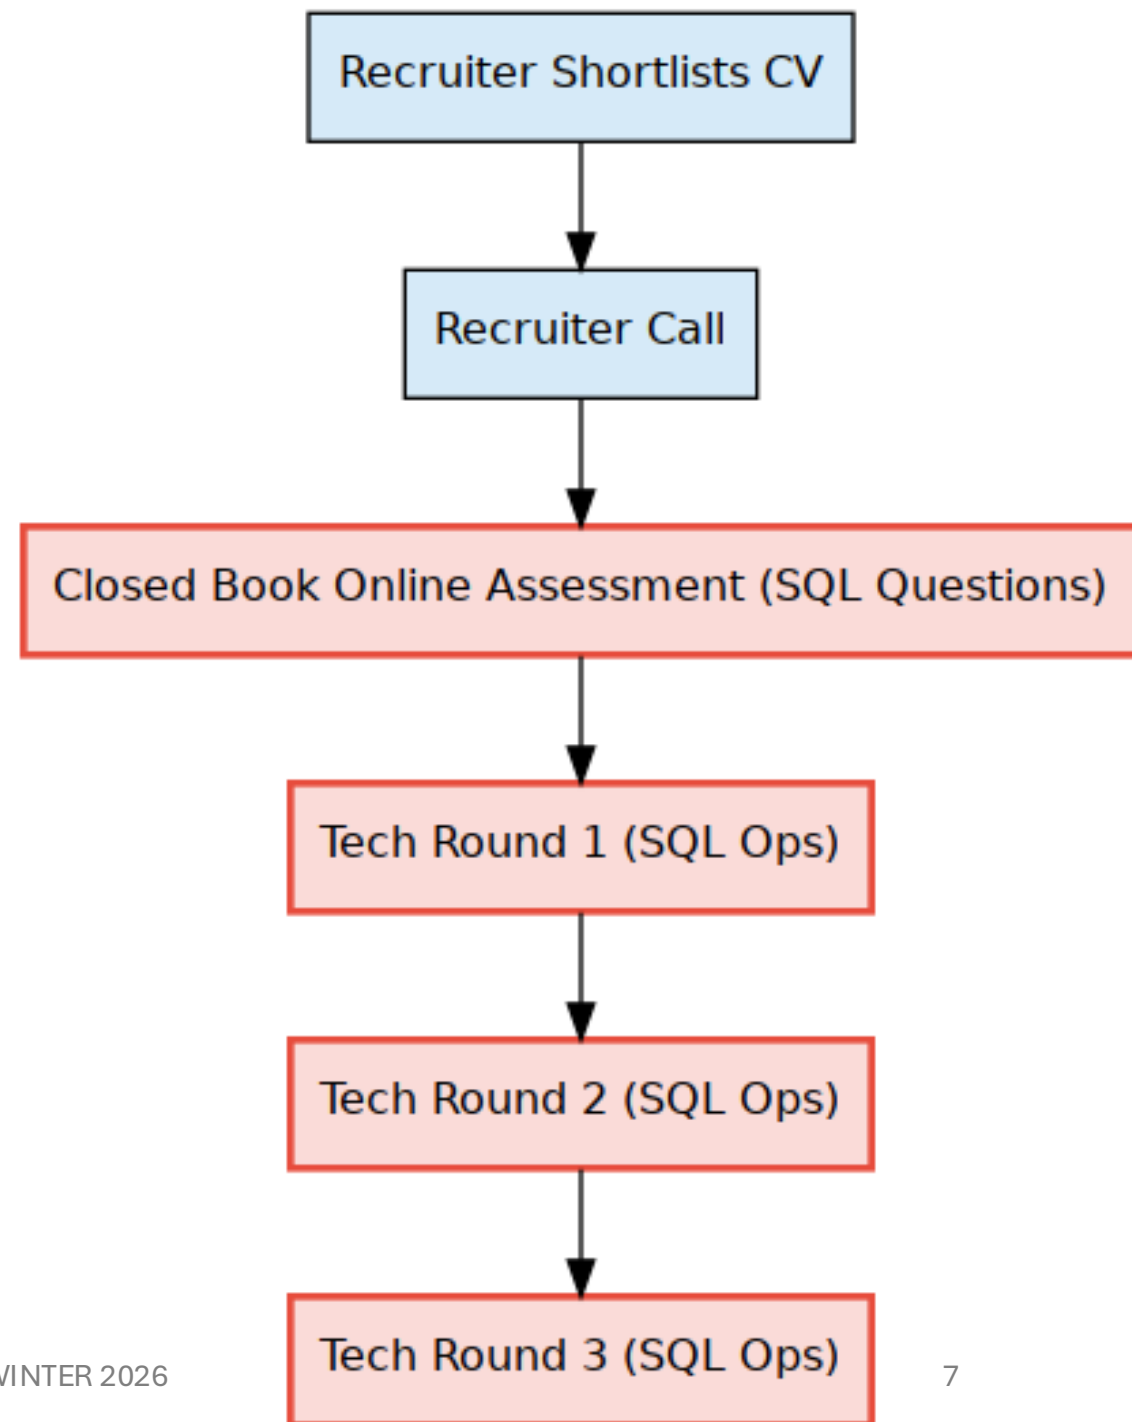 Recruiter Shortlists CV
Recruiter Call
Closed Book Online Assessment (SQL Questions)
Tech Round 1 (SQL Ops)
Tech Round 2 (SQL Ops)
Tech Round 3 (SQL Ops)
WINTER 2026
7